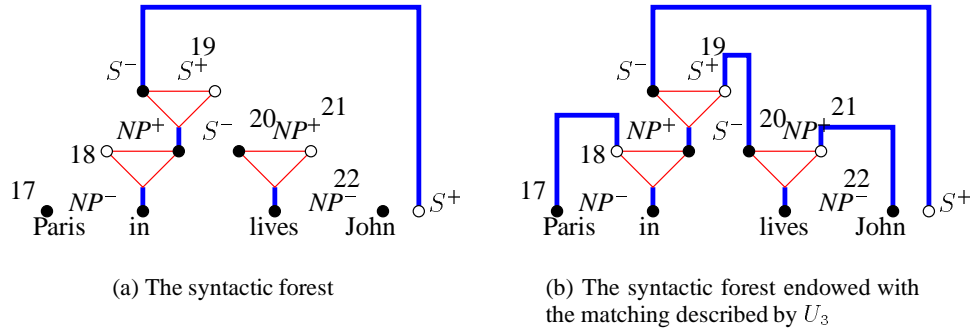 19
S⁻ S⁺
NP⁺ S⁻ 20 NP⁺ 21
18
17 NP⁻ NP⁻ 22 S⁺
Paris in lives John
(a) The syntactic forest
19
S⁻ S⁺
NP⁺ S⁻ 20 NP⁺ 21
18
17 NP⁻ NP⁻ 22 S⁺
Paris in lives John
(b) The syntactic forest endowed with
the matching described by U₃